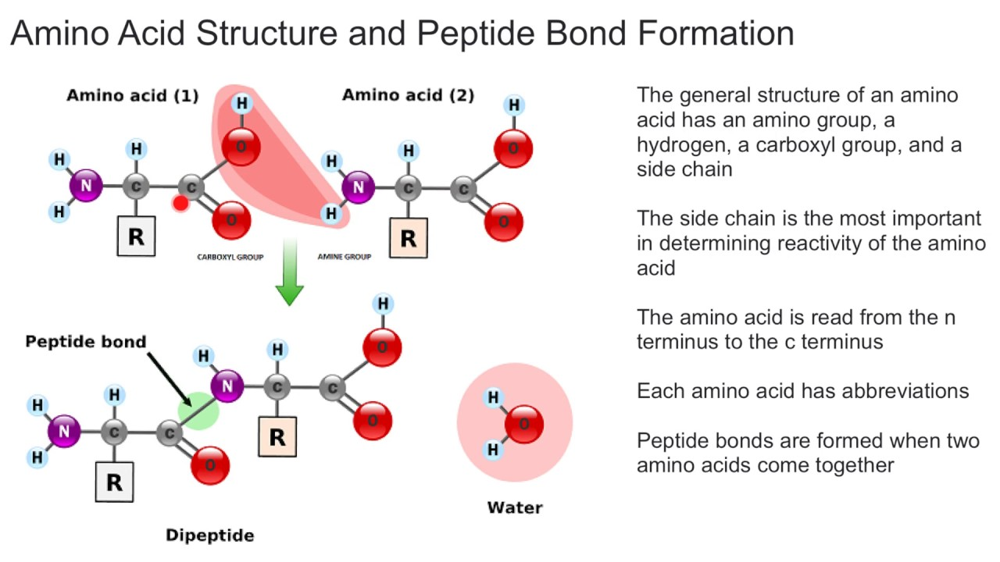 Amino Acid Structure and Peptide Bond Formation
Amino acid (1)
H
O
H
H
N
C
C
H
O
R
Amino acid (2)
H
H
H
O
N
C
C
H
O
R
CARBOXYL GROUP
AMINE GROUP
Peptide bond
H
H
H
O
N
C
C
O
R
H
H
N
C
C
H
O
R
Dipeptide
H
O
H
Water
The general structure of an amino
acid has an amino group, a
hydrogen, a carboxyl group, and a
side chain
The side chain is the most important
in determining reactivity of the amino
acid
The amino acid is read from the n
terminus to the c terminus
Each amino acid has abbreviations
Peptide bonds are formed when two
amino acids come together